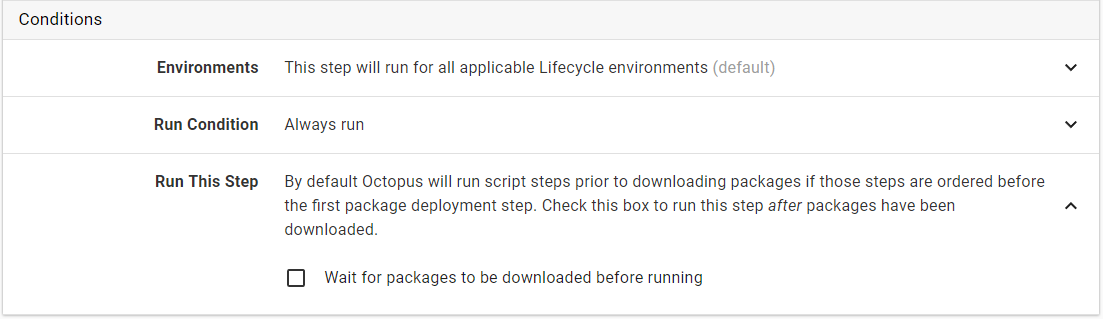 Conditions
Environments This step will run for all applicable Lifecycle environments (default)
Run Condition Always run
Run This Step By default Octopus will run script steps prior to downloading packages if those steps are ordered before
the first package deployment step. Check this box to run this step after packages have been
downloaded.
Wait for packages to be downloaded before running